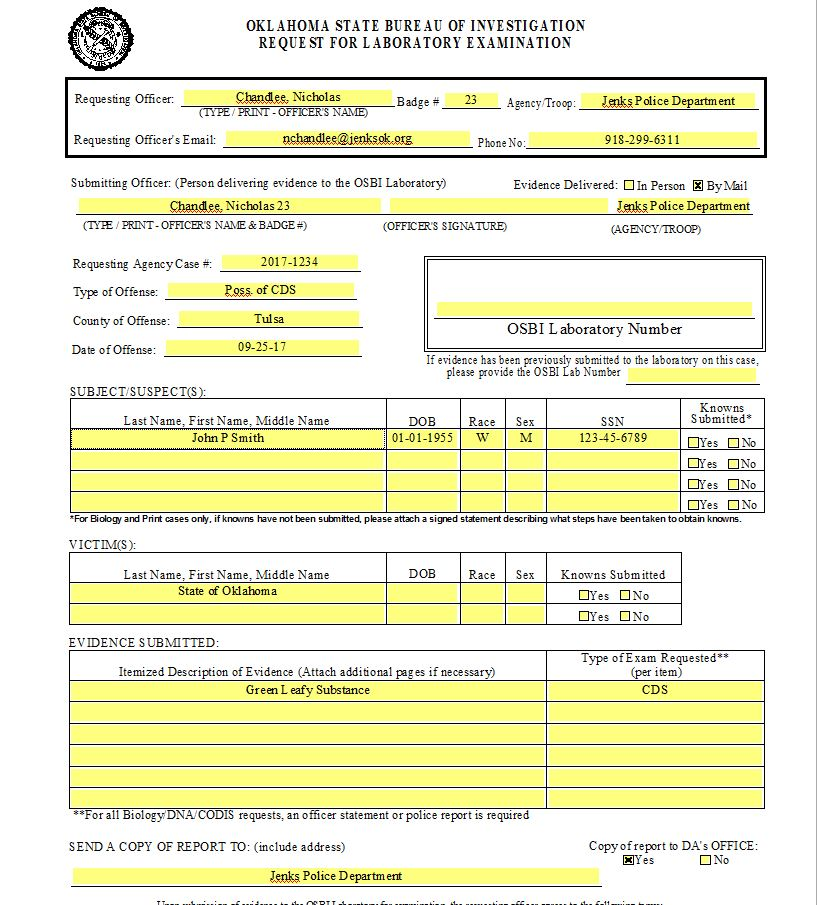 OKLAHOMA STATE BUREAU OF INVESTIGATION
REQUEST FOR LABORATORY EXAMINATION
Requesting Officer: Chandlee, Nicholas Badge # 23 Agency/Troop: Jenks Police Department
(TYPE / PRINT - OFFICER'S NAME)
Requesting Officer's Email: nchandlee@jenksok.org Phone No: 918-299-6311
Submitting Officer: (Person delivering evidence to the OSBI Laboratory) Evidence Delivered: In Person By Mail
Chandlee, Nicholas 23 Jenks Police Department
(TYPE / PRINT - OFFICER'S NAME & BADGE #) (OFFICER'S SIGNATURE) (AGENCY/TROOP)
Requesting Agency Case #: 2017-1234
Type of Offense: Poss. of CDS
County of Offense: Tulsa
OSBI Laboratory Number
Date of Offense: 09-25-17
If evidence has been previously submitted to the laboratory on this case,
please provide the OSBI Lab Number
SUBJECT/SUSPECT(S):
Last Name, First Name, Middle Name DOB Race Sex SSN Knowns Submitted*
John P Smith 01-01-1955 W M 123-45-6789 Yes No
Yes No
Yes No
Yes No
*For Biology and Print cases only, if knowns have not been submitted, please attach a signed statement describing what steps have been taken to obtain knowns.
VICTIM(S):
Last Name, First Name, Middle Name DOB Race Sex Knowns Submitted
State of Oklahoma Yes No
Yes No
EVIDENCE SUBMITTED:
Itemized Description of Evidence (Attach additional pages if necessary) Type of Exam Requested** (per item)
Green Leafy Substance CDS
**For all Biology/DNA/CODIS requests, an officer statement or police report is required
SEND A COPY OF REPORT TO: (include address) Copy of report to DA's OFFICE:
Yes No
Jenks Police Department